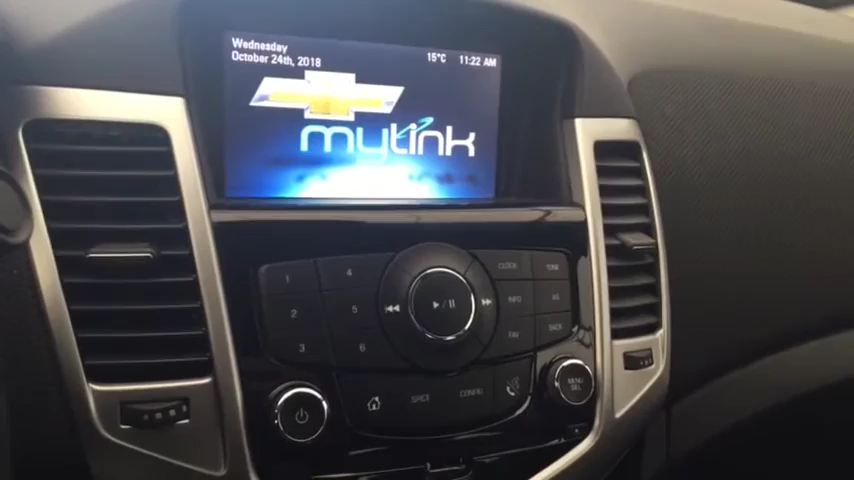 Wednesday
October 24th, 2018
15°C 11:22 AM
mylink
1 4 CLOCK TONE
2 5 INFO AS
3 6 FAV BACK
SRCE CONFIG
MENU
SEL